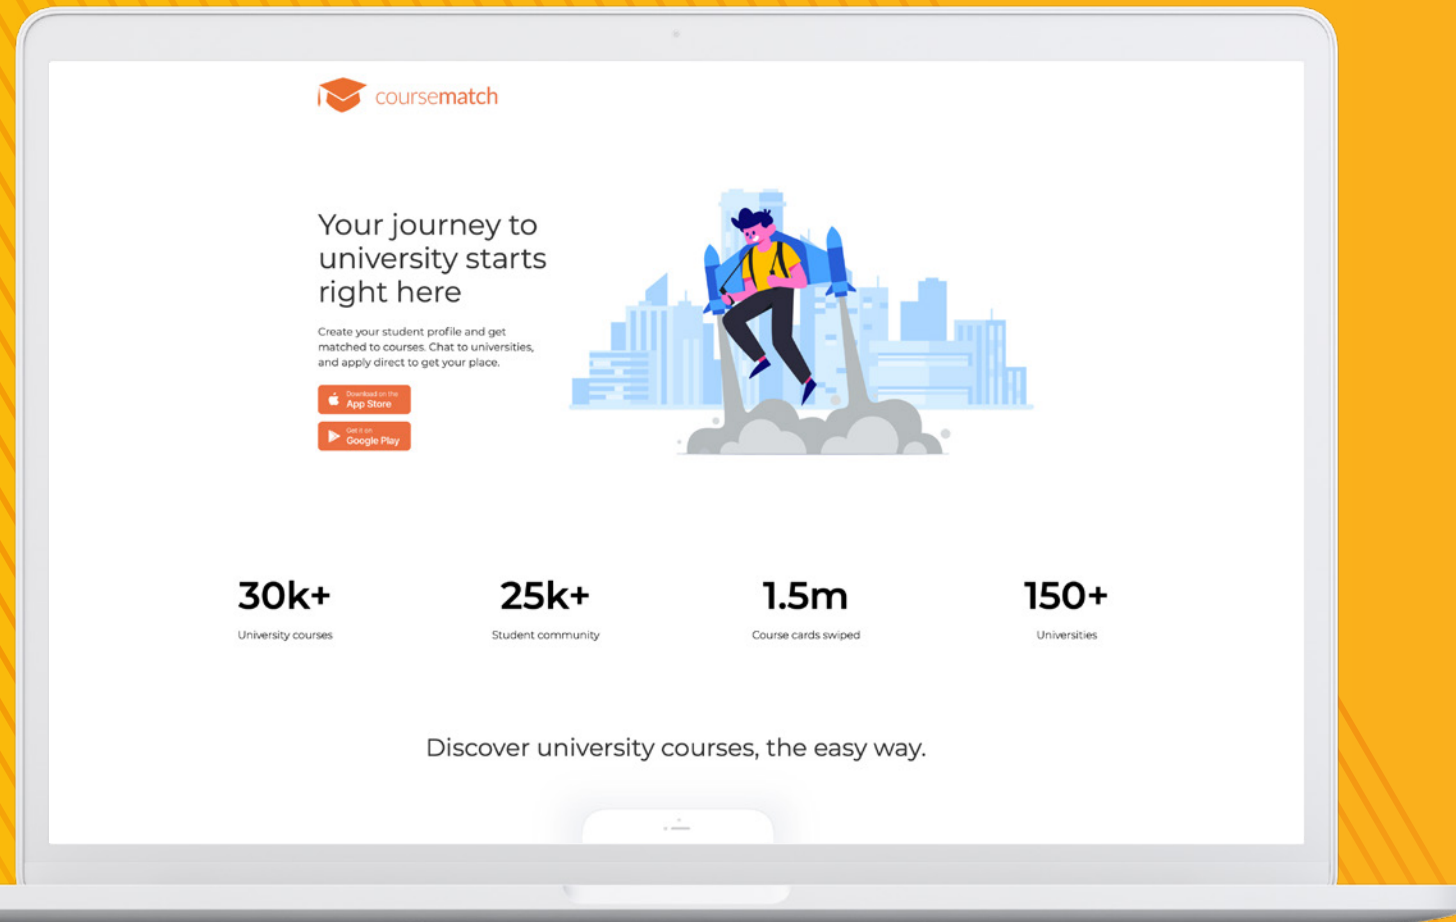 coursematch
Your journey to
university starts
right here
Create your student profile and get
matched to courses. Chat to universities,
and apply direct to get your place.
Download on the
App Store
Get it on
Google Play
30k+
University courses
25k+
Student community
1.5m
Course cards swiped
150+
Universities
Discover university courses, the easy way.